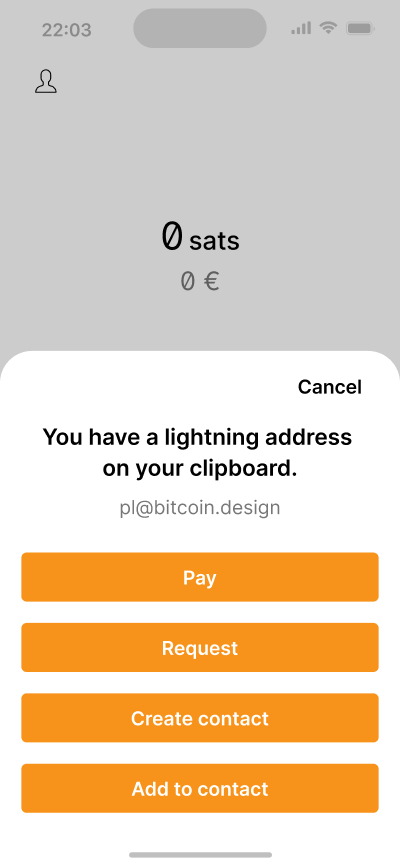 22:03
0 sats
0 €
Cancel
You have a lightning address
on your clipboard.
pl@bitcoin.design
Pay
Request
Create contact
Add to contact